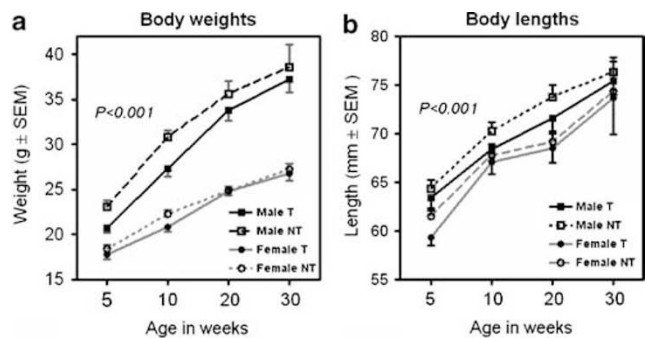 a
Body weights
Weight (g ± SEM)
40
35
30
25
20
15
P<0.001
Male T
Male NT
Female T
Female NT
5 10 20 30
Age in weeks
b
Body lengths
Length (mm ± SEM)
80
75
70
65
60
55
P<0.001
Male T
Male NT
Female T
Female NT
5 10 20 30
Age in weeks